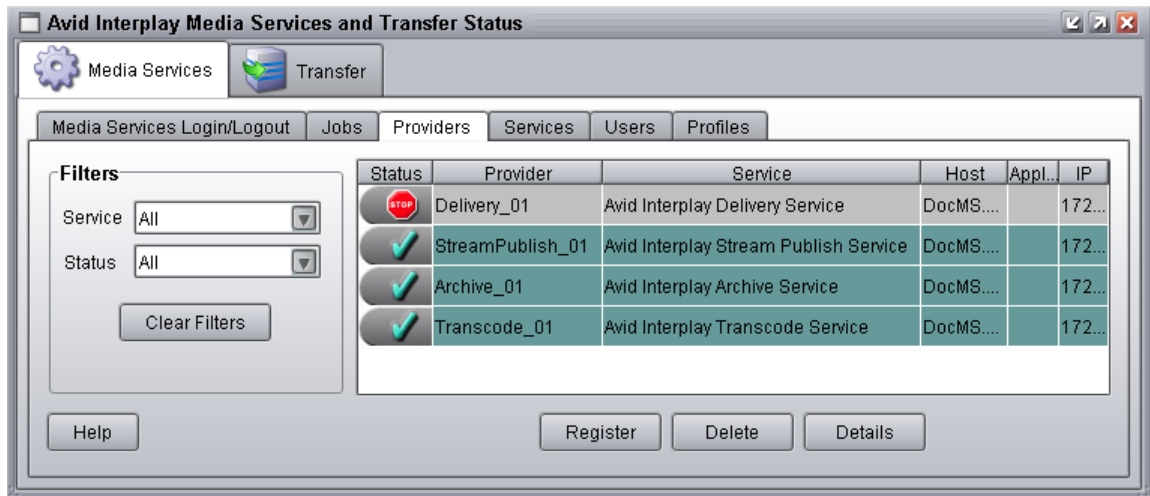 Avid Interplay Media Services and Transfer Status
Media Services Transfer
Media Services Login/Logout Jobs Providers Services Users Profiles
Filters
Service All
Status All
Clear Filters
Status Provider Service Host Appl... IP
STOP Delivery_01 Avid Interplay Delivery Service DocMS.... 172...
StreamPublish_01 Avid Interplay Stream Publish Service DocMS.... 172...
Archive_01 Avid Interplay Archive Service DocMS.... 172...
Transcode_01 Avid Interplay Transcode Service DocMS.... 172...
Help Register Delete Details